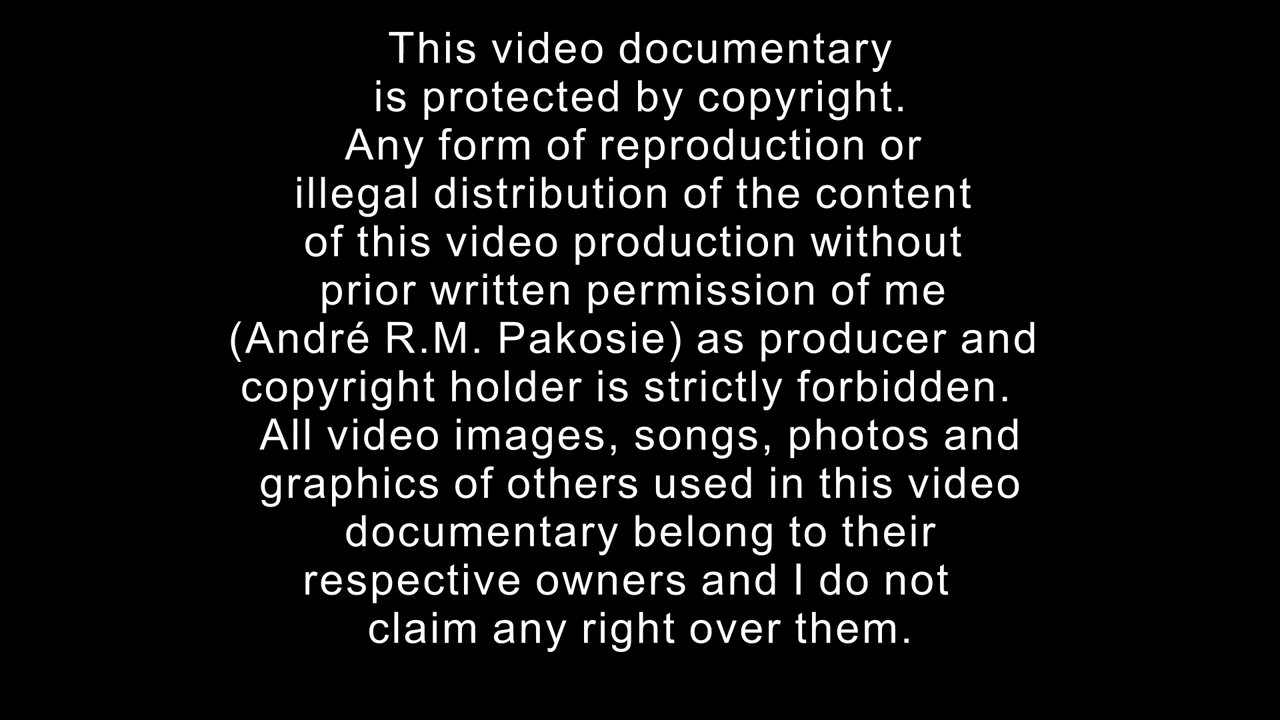 This video documentary
is protected by copyright.
Any form of reproduction or
illegal distribution of the content
of this video production without
prior written permission of me
(André R.M. Pakosie) as producer and
copyright holder is strictly forbidden.
All video images, songs, photos and
graphics of others used in this video
documentary belong to their
respective owners and I do not
claim any right over them.